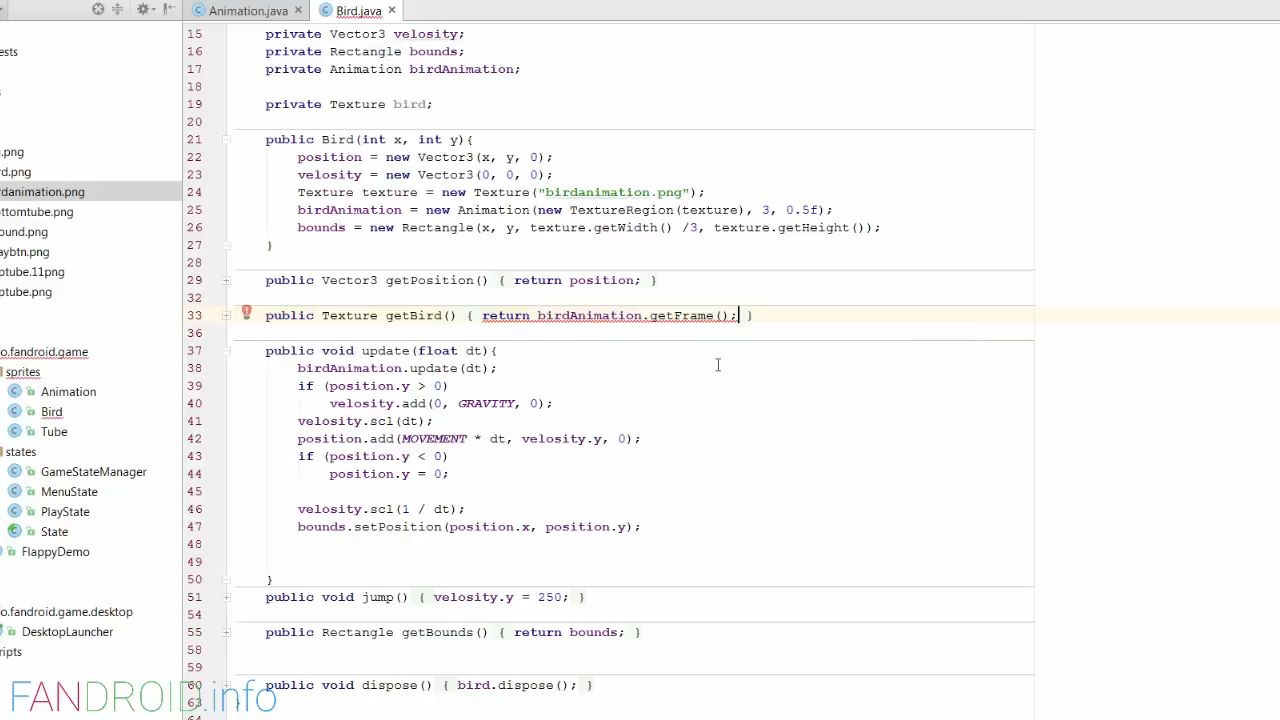 Animation.java
Bird.java
15 private Vector3 velosity;
16 private Rectangle bounds;
17 private Animation birdAnimation;
18
19 private Texture bird;
20
21 public Bird(int x, int y){
22 position = new Vector3(x, y, 0);
23 velosity = new Vector3(0, 0, 0);
24 Texture texture = new Texture("birdanimation.png");
25 birdAnimation = new Animation(new TextureRegion(texture), 3, 0.5f);
26 bounds = new Rectangle(x, y, texture.getWidth() /3, texture.getHeight());
27 }
28
29 public Vector3 getPosition() { return position; }
32
33 public Texture getBird() { return birdAnimation.getFrame(); }
36
37 public void update(float dt){
38 birdAnimation.update(dt);
39 if (position.y > 0)
40 velosity.add(0, GRAVITY, 0);
41 velosity.scl(dt);
42 position.add(MOVEMENT * dt, velosity.y, 0);
43 if (position.y < 0)
44 position.y = 0;
45
46 velosity.scl(1 / dt);
47 bounds.setPosition(position.x, position.y);
48
49
50 }
51 public void jump() { velosity.y = 250; }
54
55 public Rectangle getBounds() { return bounds; }
58
59
60 public void dispose() { bird.dispose(); }
63 }
ests
.png
rd.png
rdanimation.png
ottomtube.png
ound.png
aybtn.png
ptube.11png
ptube.png
fo.fandroid.game
sprites
Animation
Bird
Tube
states
GameStateManager
MenuState
PlayState
State
FlappyDemo
fo.fandroid.game.desktop
DesktopLauncher
ripts
FANDROID.info